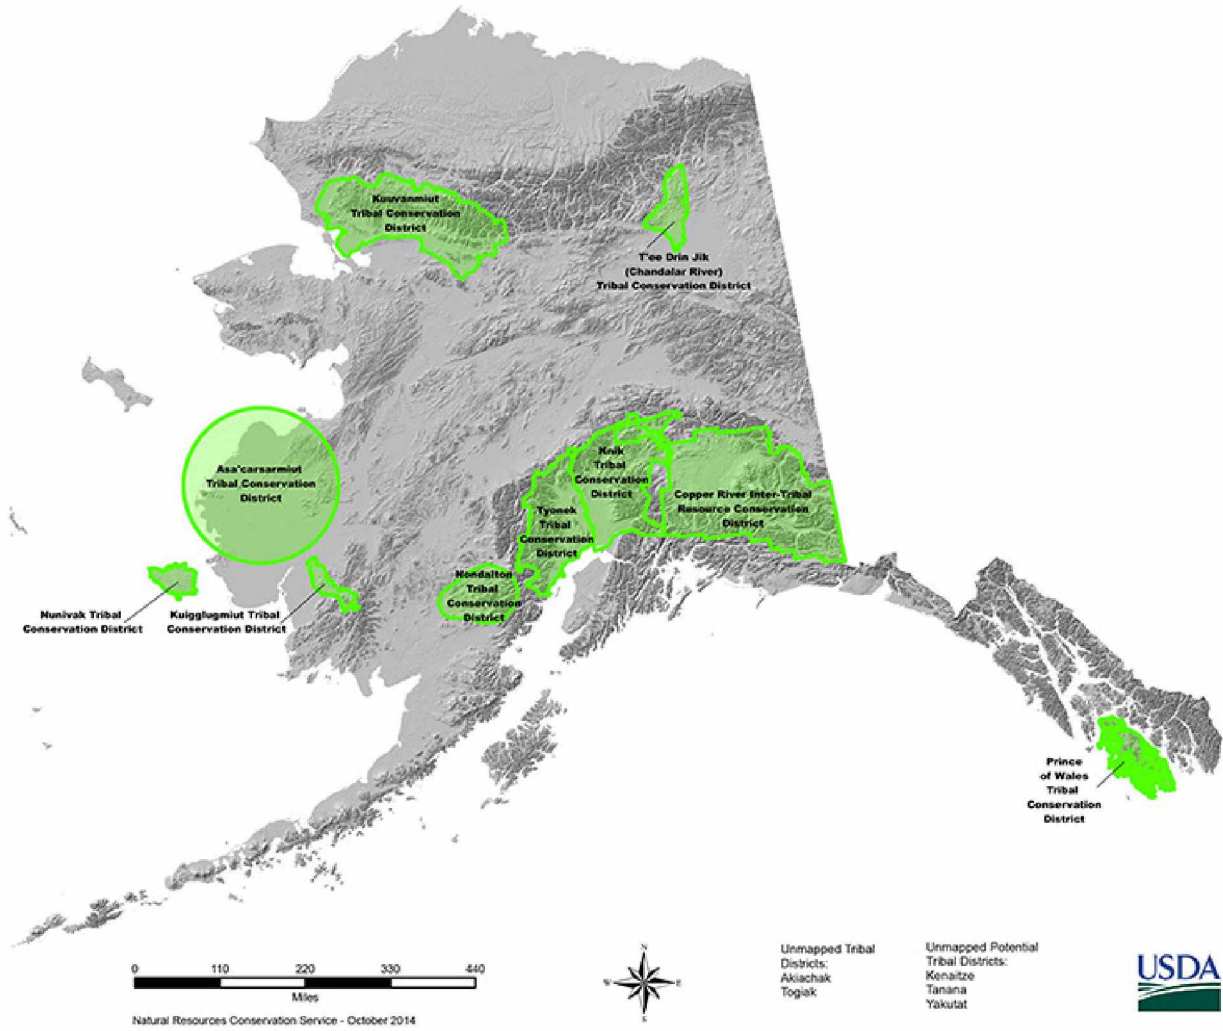 Kuuvanmiut
Tribal Conservation
District
T'ee Drin Jik
(Chandalar River)
Tribal Conservation District
Asa'carsarmiut
Tribal Conservation
District
Knik
Tribal
Conservation
District
Copper River Inter-Tribal
Resource Conservation
District
Tyonek
Tribal
Conservation
District
Nondalton
Tribal
Conservation
District
Nunivak Tribal
Conservation District
Kuigglugmiut Tribal
Conservation District
Prince
of Wales
Tribal
Conservation
District
0 110 220 330 440
Miles
Natural Resources Conservation Service - October 2014
N
W E
S
Unmapped Tribal
Districts:
Akiachak
Togiak
Unmapped Potential
Tribal Districts:
Kenaitze
Tanana
Yakutat
USDA